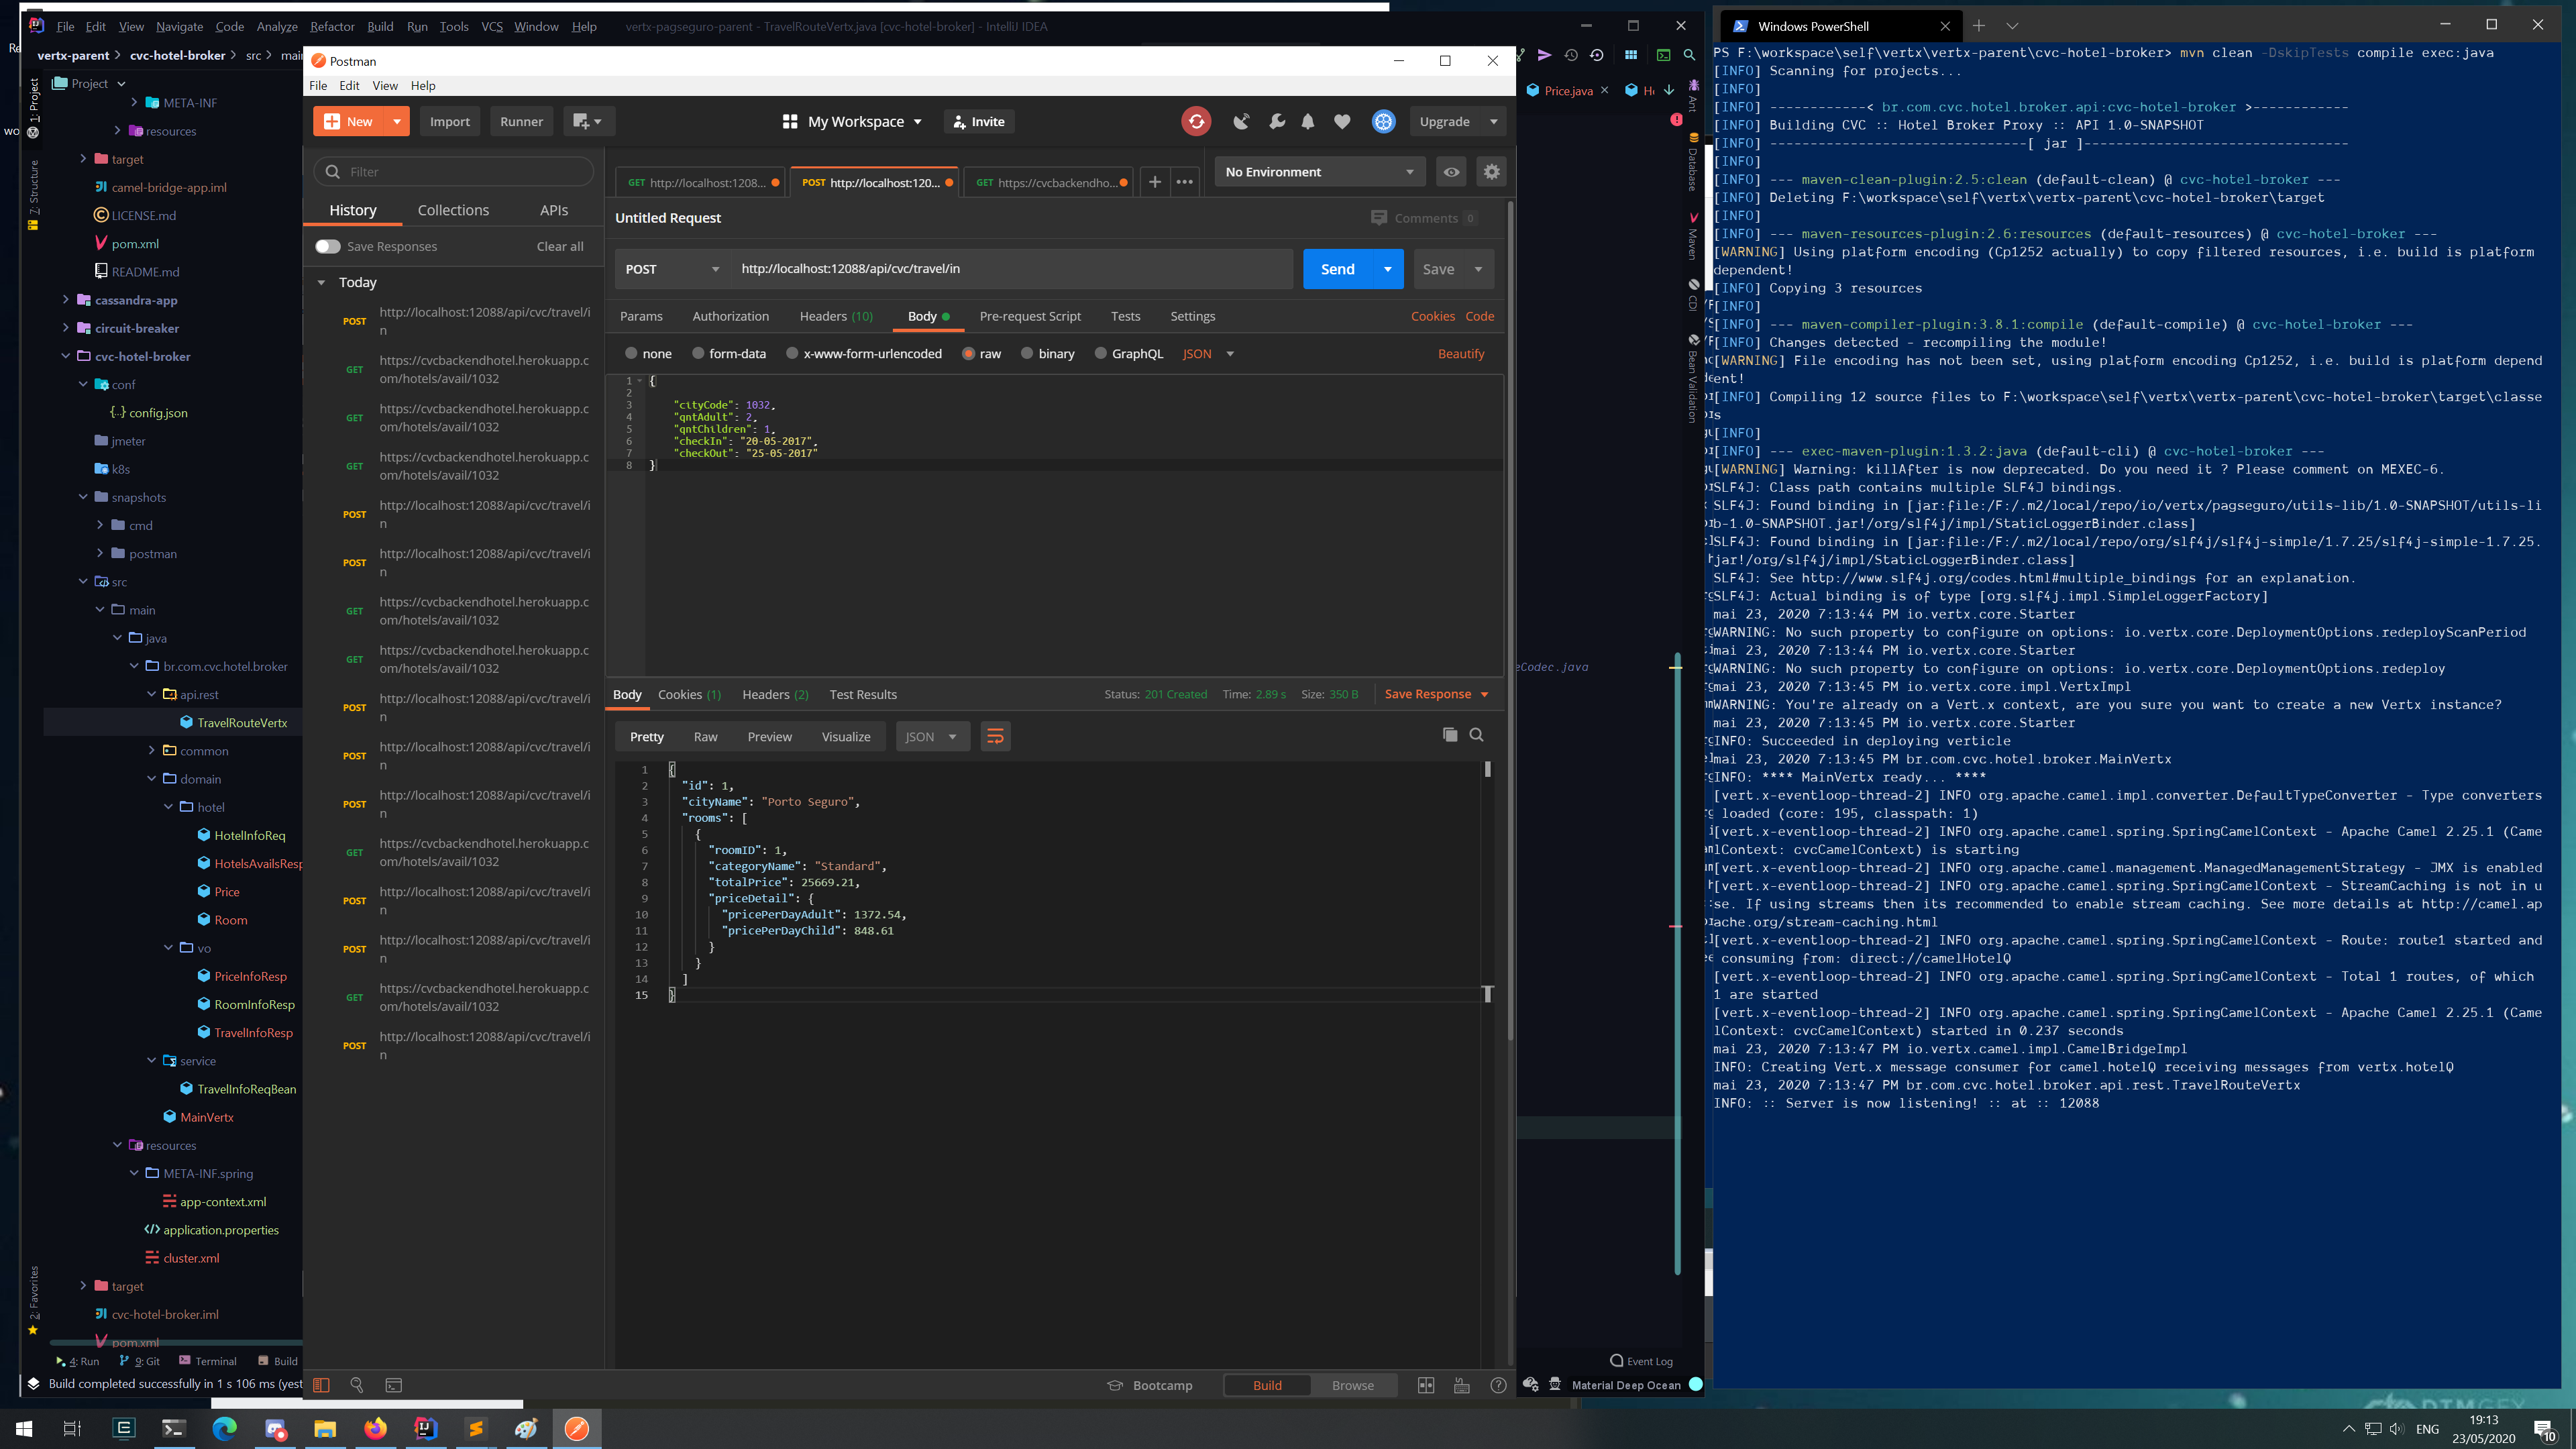 File Edit View Navigate Code Analyze Refactor Build Run Tools VCS Window Help vertx-pagseguro-parent - TravelRouteVertx.java [cvc-hotel-broker] - IntelliJ IDEA
vertx-parent cvc-hotel-broker src
Project
META-INF
resources
target
camel-bridge-app.iml
LICENSE.md
pom.xml
README.md
cassandra-app
circuit-breaker
cvc-hotel-broker
conf
config.json
jmeter
k8s
snapshots
cmd
postman
src
main
java
br.com.cvc.hotel.broker
api.rest
TravelRouteVertx
common
domain
hotel
HotelInfoReq
HotelsAvailsResp
Price
Room
vo
PriceInfoResp
RoomInfoResp
TravelInfoResp
service
TravelInfoReqBean
MainVertx
resources
META-INF.spring
app-context.xml
application.properties
cluster.xml
target
cvc-hotel-broker.iml
pom.xml
1: Project
7: Structure
2: Favorites
4: Run 9: Git Terminal Build
Build completed successfully in 1 s 106 ms (yest
Postman
File Edit View Help
New Import Runner My Workspace Invite Upgrade
Filter
History Collections APIs
Save Responses Clear all
Today
POST http://localhost:12088/api/cvc/travel/i
n
GET https://cvcbackendhotel.herokuapp.c
om/hotels/avail/1032
GET https://cvcbackendhotel.herokuapp.c
om/hotels/avail/1032
GET https://cvcbackendhotel.herokuapp.c
om/hotels/avail/1032
POST http://localhost:12088/api/cvc/travel/i
n
POST http://localhost:12088/api/cvc/travel/i
n
GET https://cvcbackendhotel.herokuapp.c
om/hotels/avail/1032
GET https://cvcbackendhotel.herokuapp.c
om/hotels/avail/1032
POST http://localhost:12088/api/cvc/travel/i
n
POST http://localhost:12088/api/cvc/travel/i
n
POST http://localhost:12088/api/cvc/travel/i
n
GET https://cvcbackendhotel.herokuapp.c
om/hotels/avail/1032
POST http://localhost:12088/api/cvc/travel/i
n
POST http://localhost:12088/api/cvc/travel/i
n
GET https://cvcbackendhotel.herokuapp.c
om/hotels/avail/1032
POST http://localhost:12088/api/cvc/travel/i
n
GET http://localhost:1208... POST http://localhost:120... GET https://cvcbackendho... No Environment
Untitled Request Comments 0
POST http://localhost:12088/api/cvc/travel/in Send Save
Params Authorization Headers (10) Body Pre-request Script Tests Settings Cookies Code
none form-data x-www-form-urlencoded raw binary GraphQL JSON Beautify
1 {
2
3 "cityCode": 1032,
4 "qntAdult": 2,
5 "qntChildren": 1,
6 "checkIn": "20-05-2017",
7 "checkOut": "25-05-2017"
8 }
Body Cookies (1) Headers (2) Test Results Status: 201 Created Time: 2.89 s Size: 350 B Save Response
Pretty Raw Preview Visualize JSON
1 {
2 "id": 1,
3 "cityName": "Porto Seguro",
4 "rooms": [
5 {
6 "roomID": 1,
7 "categoryName": "Standard",
8 "totalPrice": 25669.21,
9 "priceDetail": {
10 "pricePerDayAdult": 1372.54,
11 "pricePerDayChild": 848.61
12 }
13 }
14 ]
15 }
Bootcamp Build Browse
Price.java
eCodec.java
Ant
Database
Maven
CDI
Bean Validation
Event Log
Material Deep Ocean
Windows PowerShell
PS F:\workspace\self\vertx\vertx-parent\cvc-hotel-broker> mvn clean -DskipTests compile exec:java
[INFO] Scanning for projects...
[INFO]
[INFO] ------------< br.com.cvc.hotel.broker.api:cvc-hotel-broker >------------
[INFO] Building CVC :: Hotel Broker Proxy :: API 1.0-SNAPSHOT
[INFO] --------------------------------[ jar ]---------------------------------
[INFO]
[INFO] --- maven-clean-plugin:2.5:clean (default-clean) @ cvc-hotel-broker ---
[INFO] Deleting F:\workspace\self\vertx\vertx-parent\cvc-hotel-broker\target
[INFO]
[INFO] --- maven-resources-plugin:2.6:resources (default-resources) @ cvc-hotel-broker ---
[WARNING] Using platform encoding (Cp1252 actually) to copy filtered resources, i.e. build is platform
dependent!
[INFO] Copying 3 resources
[INFO]
[INFO] --- maven-compiler-plugin:3.8.1:compile (default-compile) @ cvc-hotel-broker ---
[INFO] Changes detected - recompiling the module!
[WARNING] File encoding has not been set, using platform encoding Cp1252, i.e. build is platform depend
ent!
[INFO] Compiling 12 source files to F:\workspace\self\vertx\vertx-parent\cvc-hotel-broker\target\classe
s
[INFO]
[INFO] --- exec-maven-plugin:1.3.2:java (default-cli) @ cvc-hotel-broker ---
[WARNING] Warning: killAfter is now deprecated. Do you need it ? Please comment on MEXEC-6.
SLF4J: Class path contains multiple SLF4J bindings.
SLF4J: Found binding in [jar:file:/F:/.m2/local/repo/io/vertx/pagseguro/utils-lib/1.0-SNAPSHOT/utils-li
b-1.0-SNAPSHOT.jar!/org/slf4j/impl/StaticLoggerBinder.class]
SLF4J: Found binding in [jar:file:/F:/.m2/local/repo/org/slf4j/slf4j-simple/1.7.25/slf4j-simple-1.7.25.
jar!/org/slf4j/impl/StaticLoggerBinder.class]
SLF4J: See http://www.slf4j.org/codes.html#multiple_bindings for an explanation.
SLF4J: Actual binding is of type [org.slf4j.impl.SimpleLoggerFactory]
mai 23, 2020 7:13:44 PM io.vertx.core.Starter
WARNING: No such property to configure on options: io.vertx.core.DeploymentOptions.redeployScanPeriod
mai 23, 2020 7:13:44 PM io.vertx.core.Starter
WARNING: No such property to configure on options: io.vertx.core.DeploymentOptions.redeploy
mai 23, 2020 7:13:45 PM io.vertx.core.impl.VertxImpl
WARNING: You're already on a Vert.x context, are you sure you want to create a new Vertx instance?
mai 23, 2020 7:13:45 PM io.vertx.core.Starter
INFO: Succeeded in deploying verticle
mai 23, 2020 7:13:45 PM br.com.cvc.hotel.broker.MainVertx
INFO: **** MainVertx ready... ****
[vert.x-eventloop-thread-2] INFO org.apache.camel.impl.converter.DefaultTypeConverter - Type converters
loaded (core: 195, classpath: 1)
[vert.x-eventloop-thread-2] INFO org.apache.camel.spring.SpringCamelContext - Apache Camel 2.25.1 (Came
lContext: cvcCamelContext) is starting
[vert.x-eventloop-thread-2] INFO org.apache.camel.management.ManagedManagementStrategy - JMX is enabled
[vert.x-eventloop-thread-2] INFO org.apache.camel.spring.SpringCamelContext - StreamCaching is not in u
se. If using streams then its recommended to enable stream caching. See more details at http://camel.ap
ache.org/stream-caching.html
[vert.x-eventloop-thread-2] INFO org.apache.camel.spring.SpringCamelContext - Route: route1 started and
consuming from: direct://camelHotelQ
[vert.x-eventloop-thread-2] INFO org.apache.camel.spring.SpringCamelContext - Total 1 routes, of which
1 are started
[vert.x-eventloop-thread-2] INFO org.apache.camel.spring.SpringCamelContext - Apache Camel 2.25.1 (Came
lContext: cvcCamelContext) started in 0.237 seconds
mai 23, 2020 7:13:47 PM io.vertx.camel.impl.CamelBridgeImpl
INFO: Creating Vert.x message consumer for camel.hotelQ receiving messages from vertx.hotelQ
mai 23, 2020 7:13:47 PM br.com.cvc.hotel.broker.api.rest.TravelRouteVertx
INFO: :: Server is now listening! :: at :: 12088
ENG 19:13
23/05/2020 10